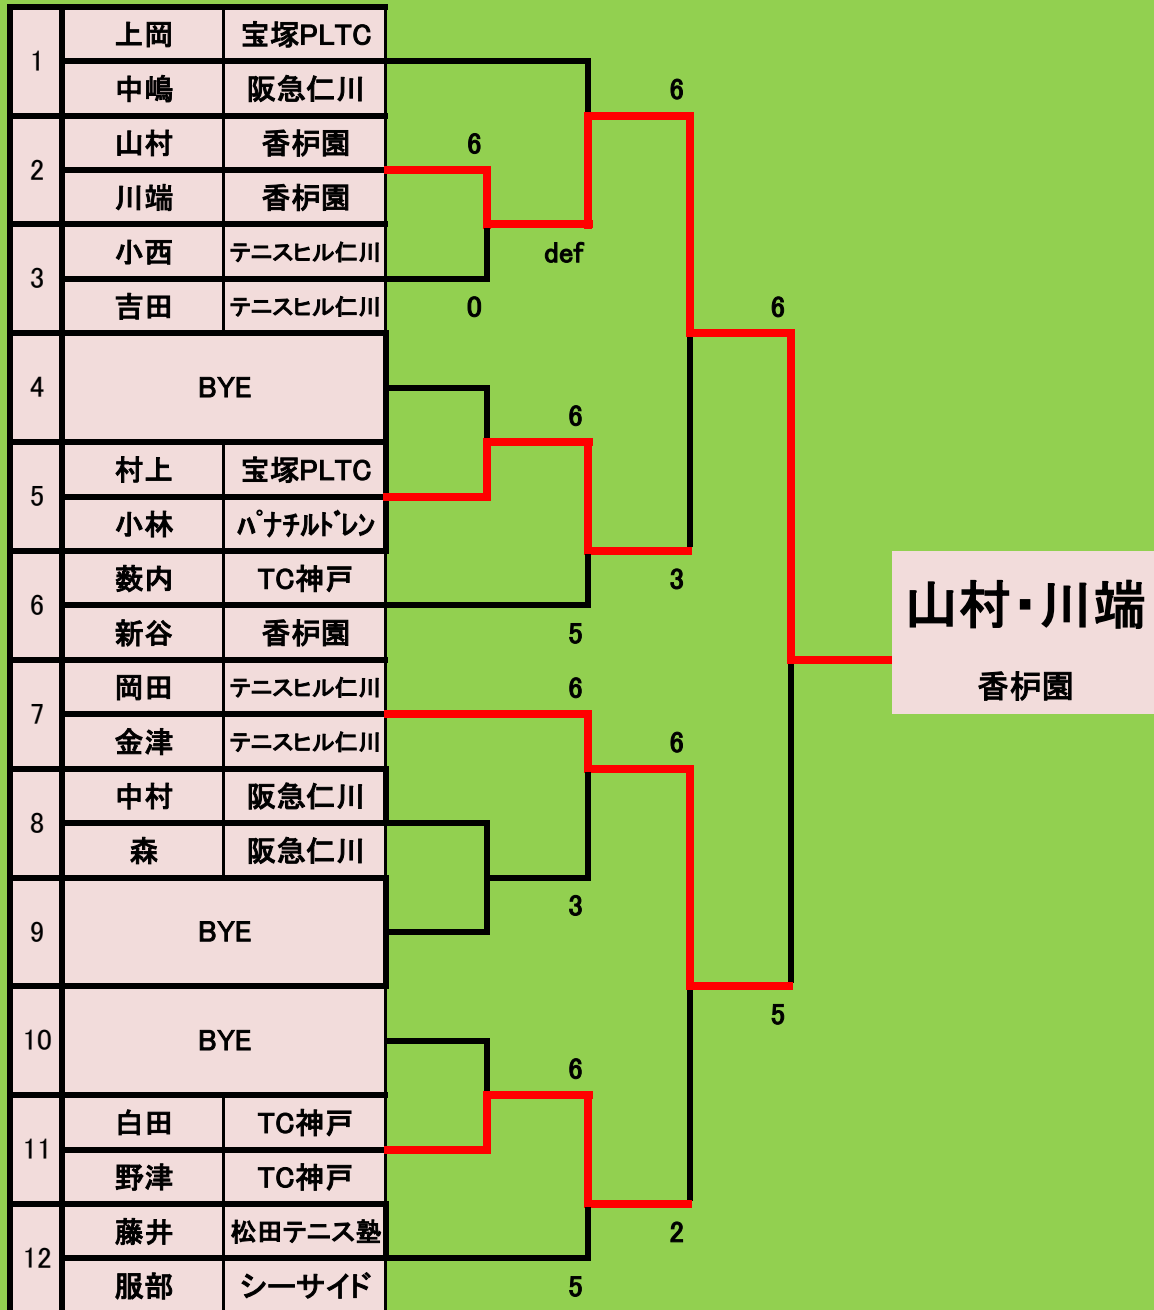 1
上岡 宝塚PLTC
中嶋 阪急仁川
2
山村 香枦園
川端 香枦園
3
小西 テニスヒル仁川
吉田 テニスヒル仁川
4
BYE
5
村上 宝塚PLTC
小林 パナチルドレン
6
薮内 TC神戸
新谷 香枦園
7
岡田 テニスヒル仁川
金津 テニスヒル仁川
8
中村 阪急仁川
森 阪急仁川
9
BYE
10
BYE
11
白田 TC神戸
野津 TC神戸
12
藤井 松田テニス塾
服部 シーサイド
6
0
def
6
5
6
3
6
5
6
3
6
2
6
5
山村・川端
香枦園